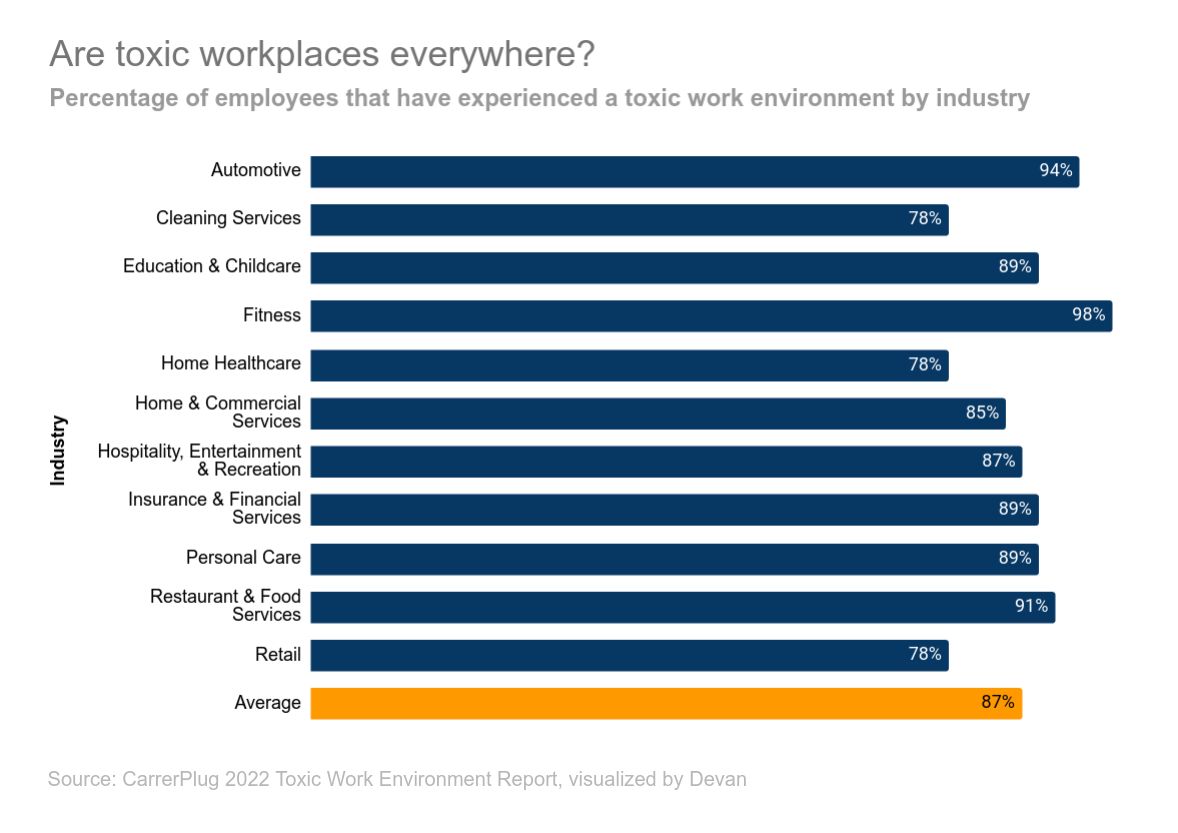 Are toxic workplaces everywhere?
Percentage of employees that have experienced a toxic work environment by industry
Industry
Automotive
94%
Cleaning Services
78%
Education & Childcare
89%
Fitness
98%
Home Healthcare
78%
Home & Commercial
Services
85%
Hospitality, Entertainment
& Recreation
87%
Insurance & Financial
Services
89%
Personal Care
89%
Restaurant & Food
Services
91%
Retail
78%
Average
87%
Source: CarrerPlug 2022 Toxic Work Environment Report, visualized by Devan